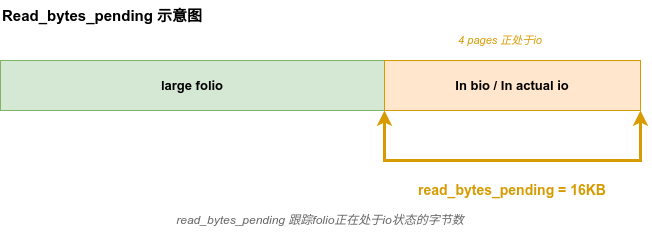 Read_bytes_pending 示意图
4 pages 正处于io
large folio
In bio / In actual io
read_bytes_pending = 16KB
read_bytes_pending 跟踪folio正在处于io状态的字节数